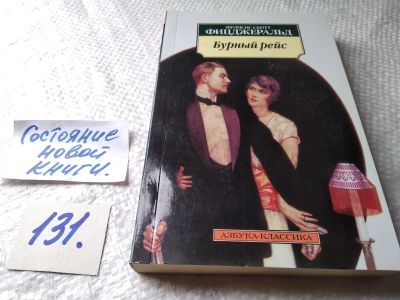 ФРЭНСИС СКОТТ
ФИЦДЖЕРАЛЬД
Бурный рейс
Состояние
новой
книги.
131.
АЗБУКА-КЛАССИКА